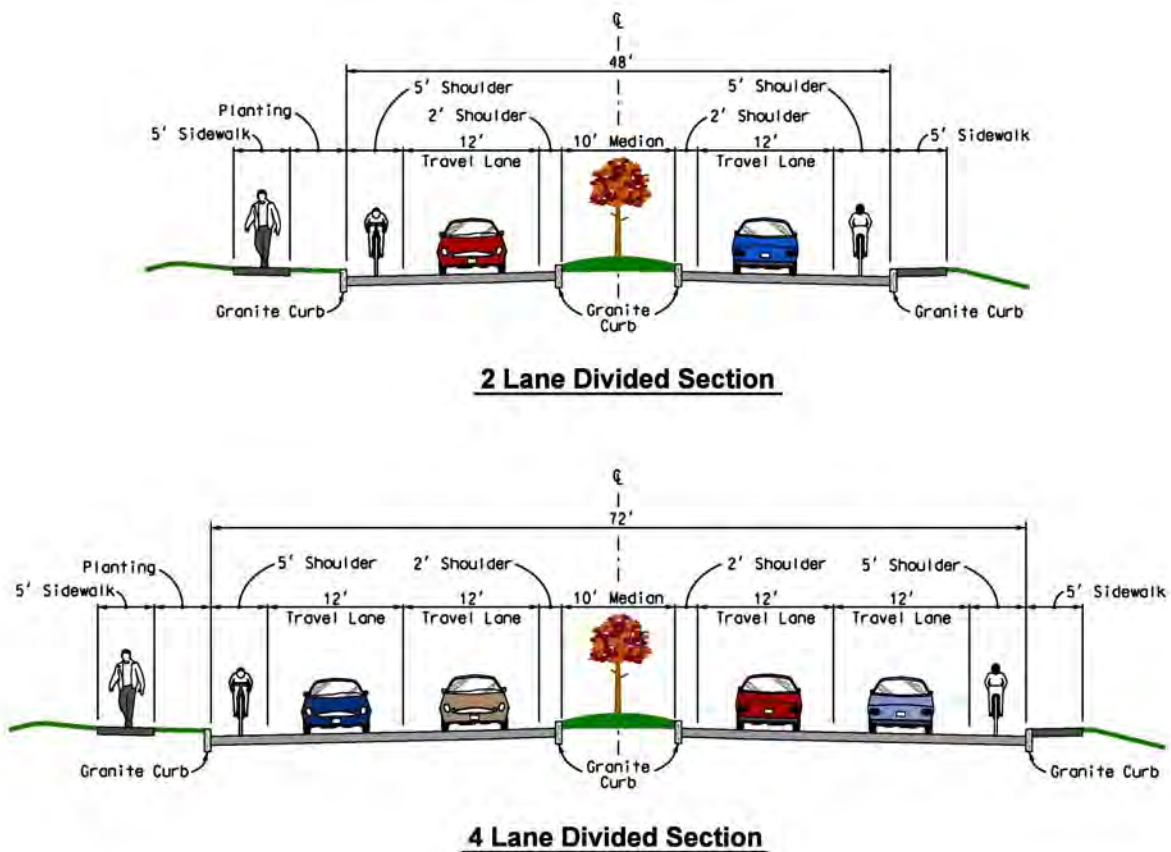 ℄
48'
5' Shoulder
5' Shoulder
Planting
2' Shoulder
2' Shoulder
5' Sidewalk
12'
Travel Lane
10' Median
12'
Travel Lane
5' Sidewalk
Granite Curb
Granite
Curb
Granite Curb
2 Lane Divided Section
℄
72'
Planting
5' Shoulder
2' Shoulder
2' Shoulder
5' Shoulder
5' Sidewalk
12'
Travel Lane
12'
Travel Lane
10' Median
12'
Travel Lane
12'
Travel Lane
5' Sidewalk
Granite Curb
Granite
Curb
Granite Curb
4 Lane Divided Section